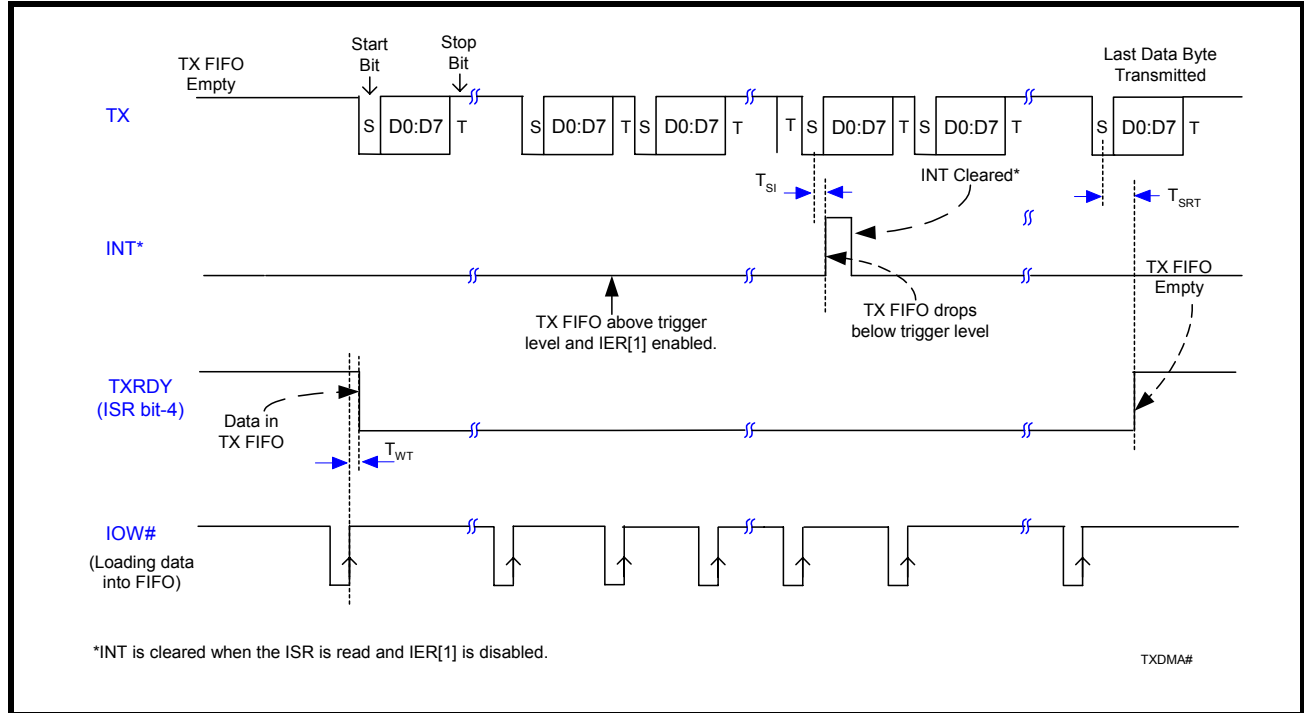 Start
Bit
Stop
Bit
TX FIFO
Empty
Last Data Byte
Transmitted
TX
S D0:D7 T
S D0:D7 T S D0:D7 T
T S D0:D7 T S D0:D7 T
S D0:D7 T
TSI
INT Cleared*
TSRT
INT*
TX FIFO above trigger
level and IER[1] enabled.
TX FIFO drops
below trigger level
TX FIFO
Empty
TXRDY
(ISR bit-4)
Data in
TX FIFO
TWT
IOW#
(Loading data
into FIFO)
*INT is cleared when the ISR is read and IER[1] is disabled.
TXDMA#